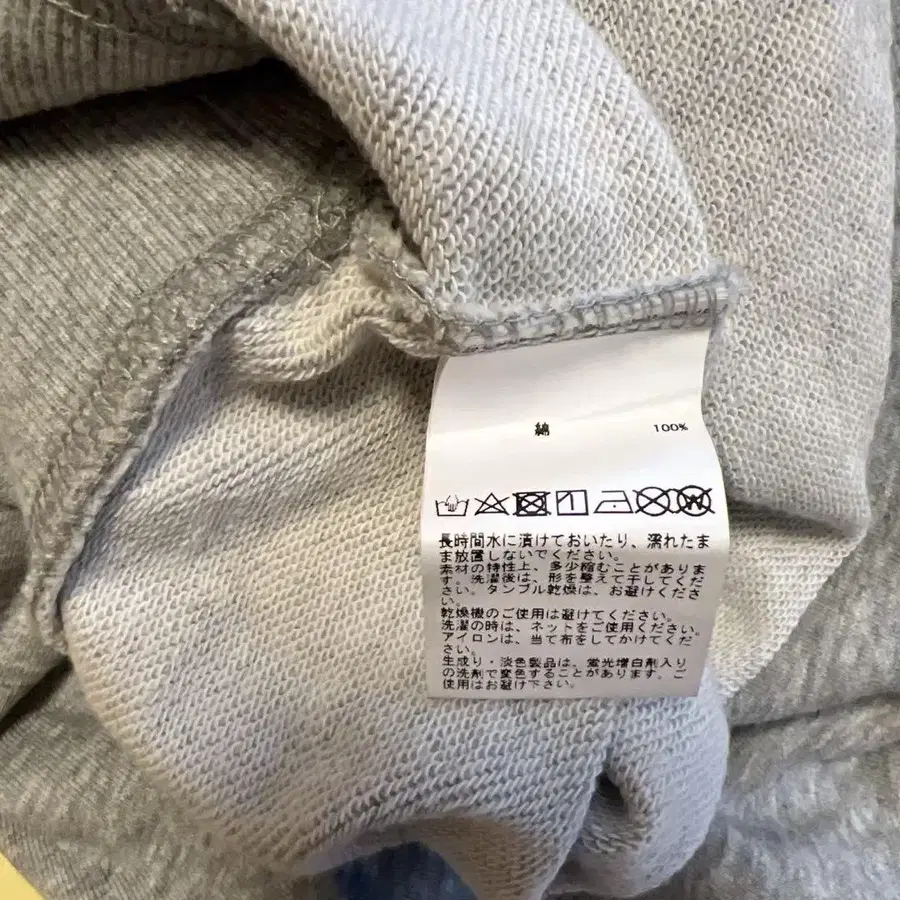 綿 100%
長時間水に漬けておいたり、濡れたま
ま放置しないでください。
素材の特性上、多少縮むことがありま
す。洗濯後は、形を整えて干してくだ
さい。タンブル乾燥は、お避けくださ
い。
乾燥機のご使用は避けてください。
洗濯の時は、ネットをご使用ください。
アイロンは、当て布をしてかけてくだ
さい。
生成り・淡色製品は、蛍光増白剤入り
の洗剤で変色することがあります。ご
使用はお避け下さい。